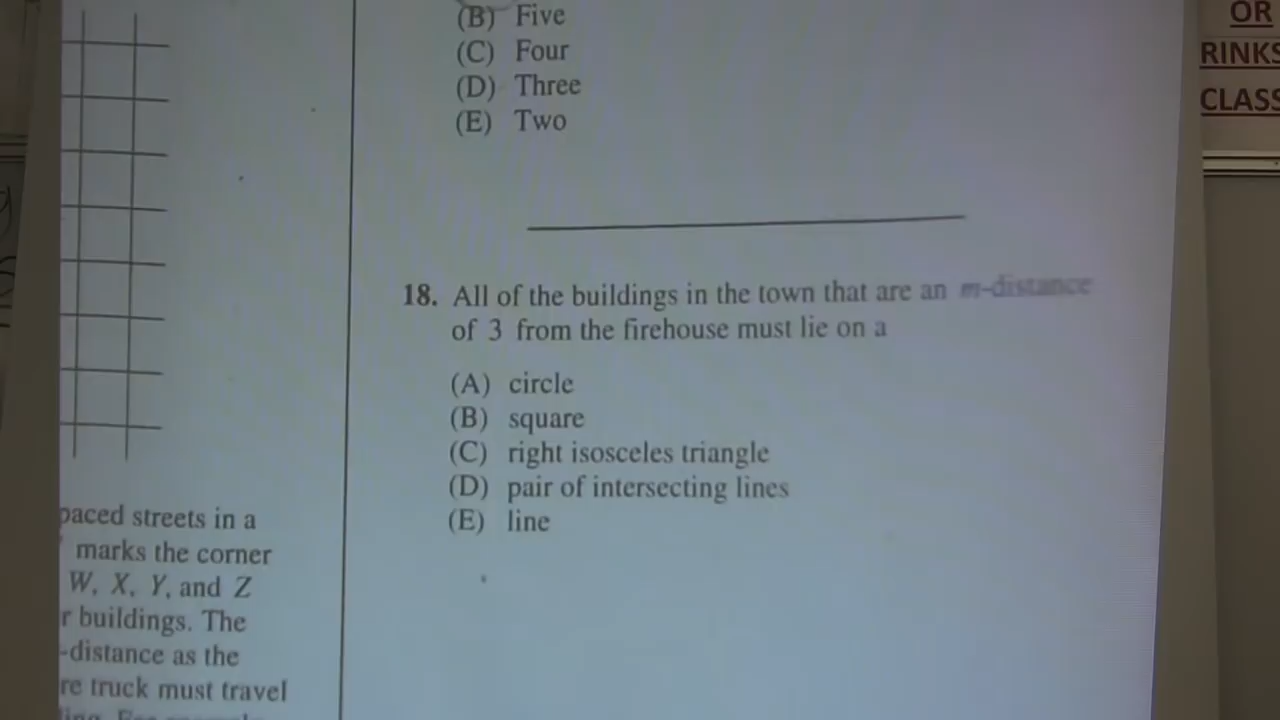 (B) Five
(C) Four
(D) Three
(E) Two
18. All of the buildings in the town that are an m-distance
of 3 from the firehouse must lie on a
(A) circle
(B) square
(C) right isosceles triangle
(D) pair of intersecting lines
(E) line
paced streets in a
marks the corner
W, X, Y, and Z
r buildings. The
-distance as the
re truck must travel
OR
RINKS
CLASS